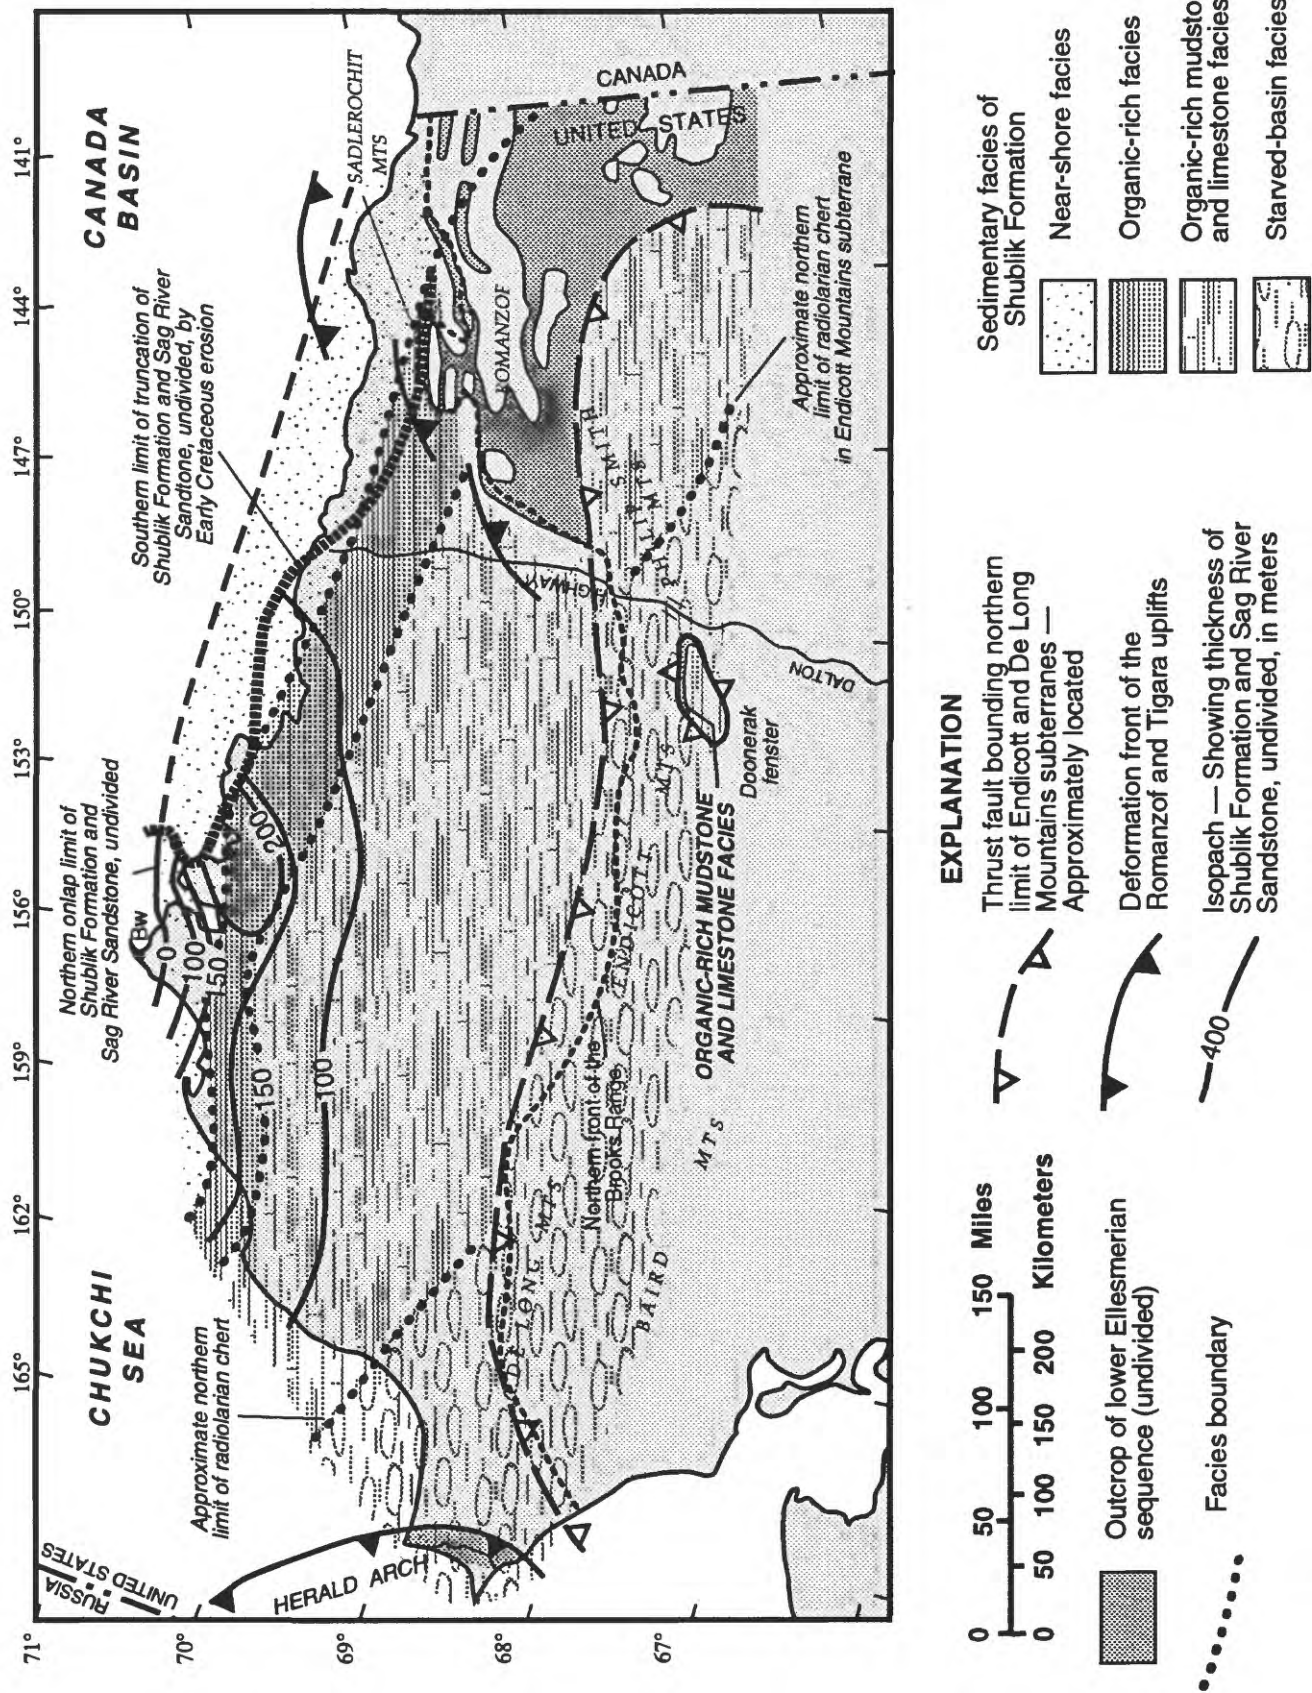 CHUKCHI
SEA
CANADA
BASIN
165°
162°
159°
156°
153°
150°
147°
144°
141°
71°
70°
69°
68°
67°
RUSSIA
UNITED STATES
HERALD ARCH
Approximate northern
limit of radiolarian chert
Northern onlap limit of
Shublik Formation and
Sag River Sandstone, undivided
Southern limit of truncation of
Shublik Formation and Sag River
Sandione, undivided, by
Early Cretaceous erosion
SADLEROCHIT
MTS
Bw
0
100
150
200
150
100
ROMANZOF
CANADA
UNITED STATES
DALTON
HIGHWAY
PHILIP SMITH
MTS
Approximate northern
limit of radiolarian chert
in Endicott Mountains subterrane
DE LONG MTS
Northern front of the
Brooks Range
ENDICOTT MTS
BAIRD
MTS
ORGANIC-RICH MUDSTONE
AND LIMESTONE FACIES
Doonerak
fenster
EXPLANATION
0 50 100 150 Miles
0 50 100 150 200 Kilometers
Outcrop of lower Ellesmerian
sequence (undivided)
Facies boundary
Thrust fault bounding northern
limit of Endicott and De Long
Mountains subterranes —
Approximately located
Deformation front of the
Romanzof and Tigara uplifts
400
Isopach — Showing thickness of
Shublik Formation and Sag River
Sandstone, undivided, in meters
Sedimentary facies of
Shublik Formation
Near-shore facies
Organic-rich facies
Organic-rich mudsto
and limestone facies
Starved-basin facies